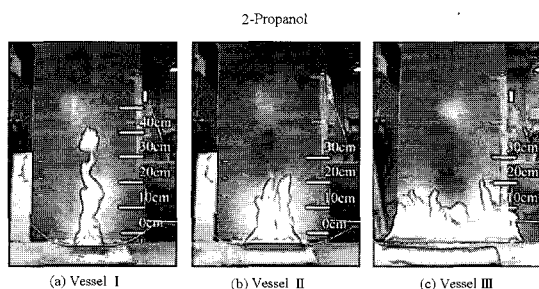 2-Propanol
40cm
30cm
20cm
10cm
0cm
30cm
20cm
10cm
0cm
30cm
20cm
10cm
(a) Vessel I
(b) Vessel II
(c) Vessel III